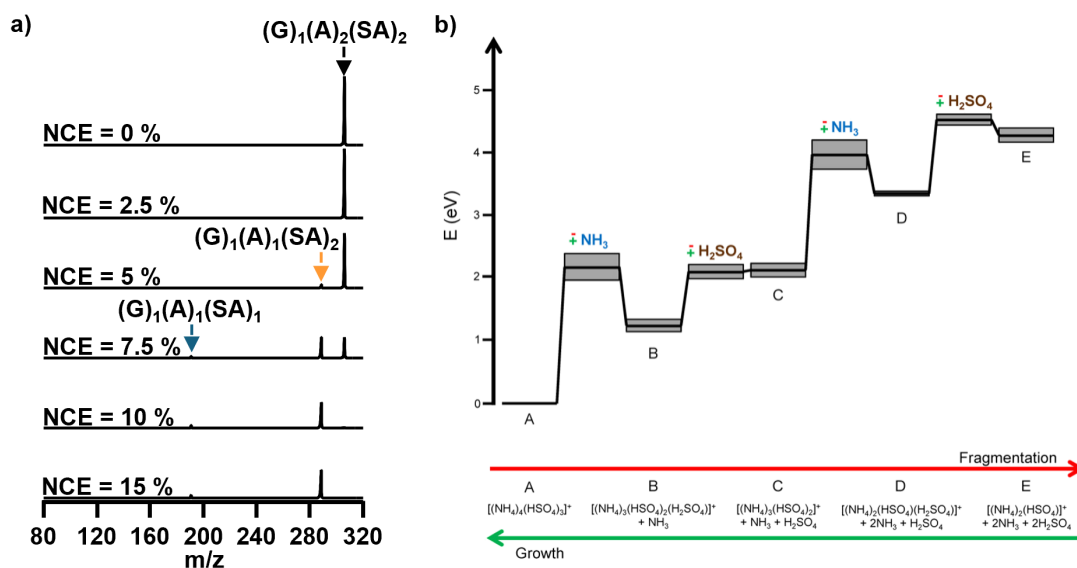 a)
(G)₁(A)₂(SA)₂
NCE = 0 %
NCE = 2.5 %
(G)₁(A)₁(SA)₂
NCE = 5 %
(G)₁(A)₁(SA)₁
NCE = 7.5 %
NCE = 10 %
NCE = 15 %
80 120 160 200 240 280 320
m/z
b)
E (eV)
5
4
3
2
1
0
A
- + NH₃
B
- + H₂SO₄
C
- + NH₃
D
- + H₂SO₄
E
Fragmentation
A B C D E
[(NH₄)₄(HSO₄)₃]⁺ [(NH₄)₃(HSO₄)₂(H₂SO₄)]⁺ [(NH₄)₃(HSO₄)₂]⁺ [(NH₄)₂(HSO₄)(H₂SO₄)]⁺ [(NH₄)₂(HSO₄)]⁺
+ NH₃ + NH₃ + H₂SO₄ + 2NH₃ + H₂SO₄ + 2NH₃ + 2H₂SO₄
Growth